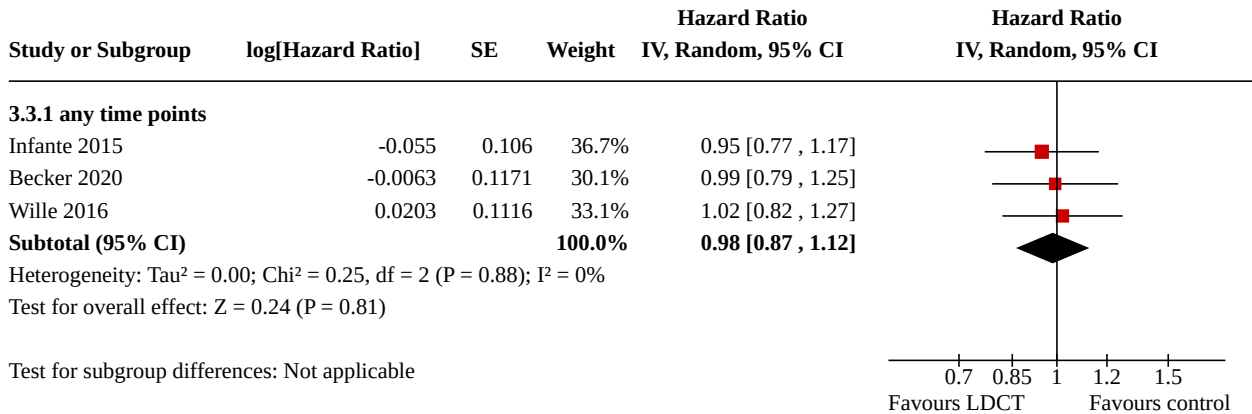 Hazard Ratio Hazard Ratio
Study or Subgroup log[Hazard Ratio] SE Weight IV, Random, 95% CI IV, Random, 95% CI
3.3.1 any time points
Infante 2015 -0.055 0.106 36.7% 0.95 [0.77 , 1.17]
Becker 2020 -0.0063 0.1171 30.1% 0.99 [0.79 , 1.25]
Wille 2016 0.0203 0.1116 33.1% 1.02 [0.82 , 1.27]
Subtotal (95% CI) 100.0% 0.98 [0.87 , 1.12]
Heterogeneity: Tau² = 0.00; Chi² = 0.25, df = 2 (P = 0.88); I² = 0%
Test for overall effect: Z = 0.24 (P = 0.81)
Test for subgroup differences: Not applicable
0.7 0.85 1 1.2 1.5
Favours LDCT Favours control